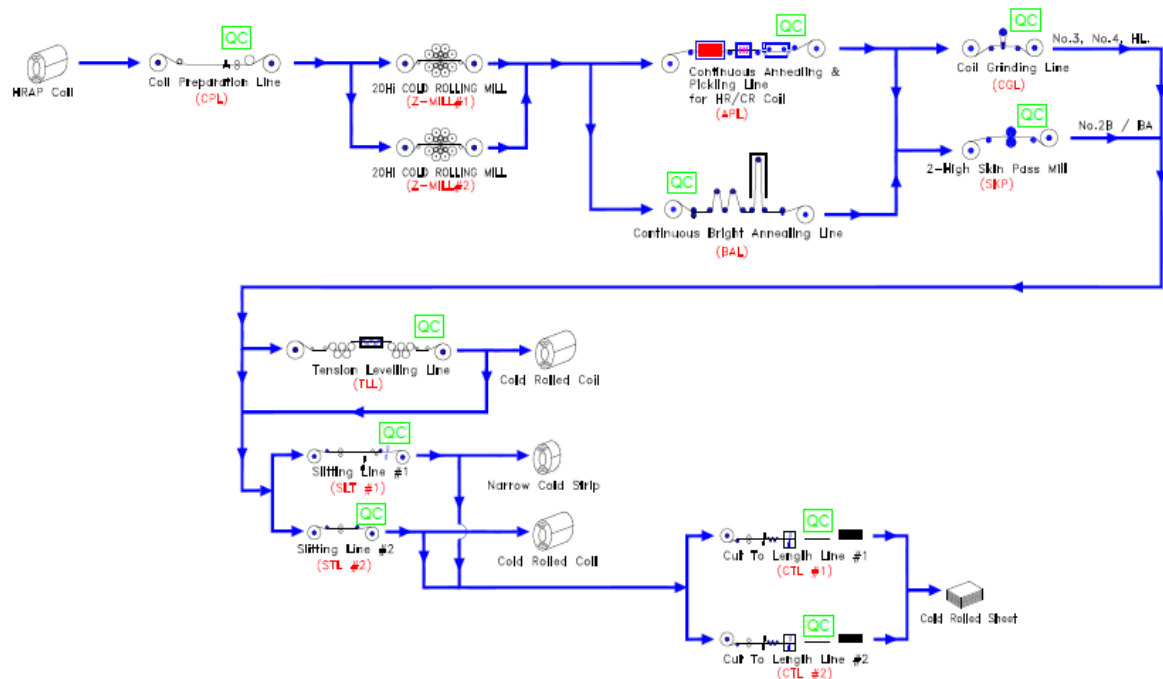 QC
HRAP Coil
Coil Preparation Line
(CPL)
20Hi COLD ROLLING MILL
(Z-MILL#1)
20HI COLD ROLLING MILL
(Z-MILL#2)
QC
Continuous Annealing &
Pickling Line
for HR/CR Coil
(APL)
QC
Continuous Bright Annealing Line
(BAL)
QC
Coil Grinding Line
(CGL)
No.3, No.4, HL.
QC
No.2B / BA
2-High Skin Pass Mill
(SKP)
QC
Tension Levelling Line
(TLL)
Cold Rolled Coil
QC
Slitting Line #1
(SLT #1)
Narrow Cold Strip
QC
Slitting Line #2
(STL #2)
Cold Rolled Coil
QC
Cut To Length Line #1
(CTL #1)
Cold Rolled Sheet
QC
Cut To Length Line #2
(CTL #2)